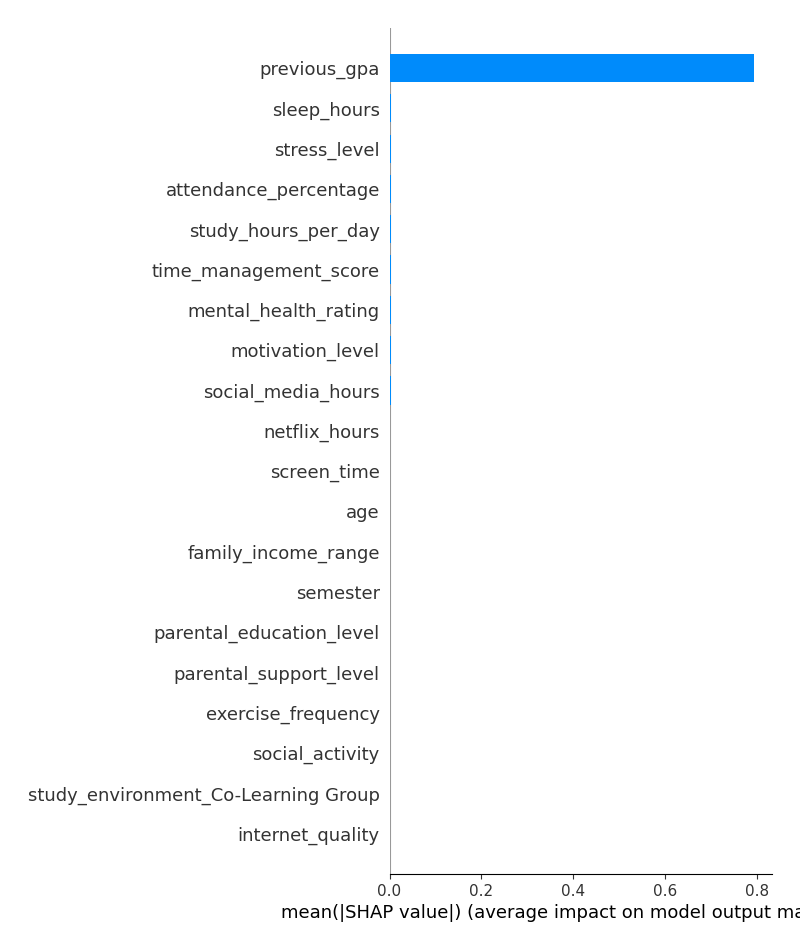 previous_gpa
sleep_hours
stress_level
attendance_percentage
study_hours_per_day
time_management_score
mental_health_rating
motivation_level
social_media_hours
netflix_hours
screen_time
age
family_income_range
semester
parental_education_level
parental_support_level
exercise_frequency
social_activity
study_environment_Co-Learning Group
internet_quality
0.0 0.2 0.4 0.6 0.8
mean(|SHAP value|) (average impact on model output ma